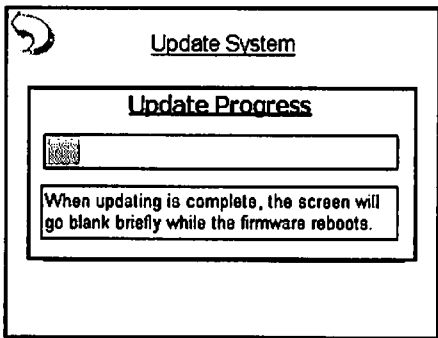 Update System
Update Progress
When updating is complete, the screen will
go blank briefly while the firmware reboots.